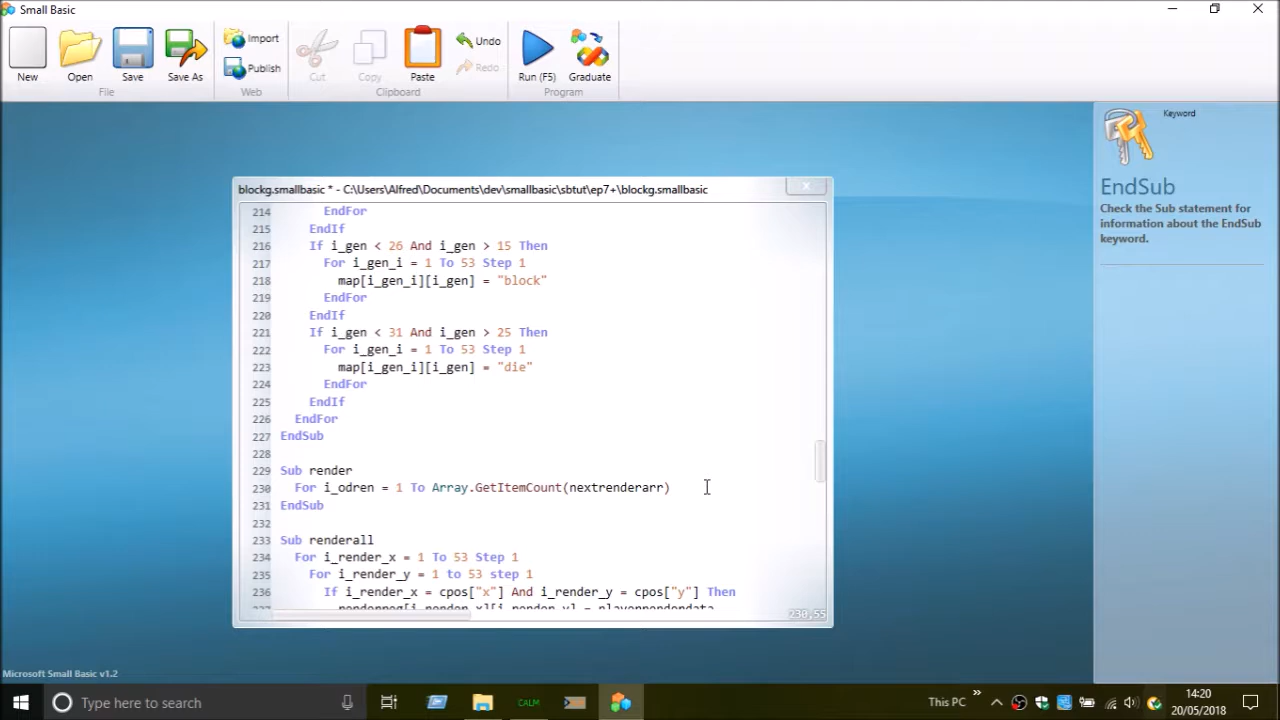 Small Basic
New
Open
Save
Save As
File
Import
Publish
Web
Cut
Copy
Paste
Undo
Redo
Clipboard
Run (F5)
Graduate
Program
Keyword
EndSub
Check the Sub statement for
information about the EndSub
keyword.
blockg.smallbasic * - C:\Users\Alfred\Documents\dev\smallbasic\sbtut\ep7+\blockg.smallbasic
214 EndFor
215 EndIf
216 If i_gen < 26 And i_gen > 15 Then
217 For i_gen_i = 1 To 53 Step 1
218 map[i_gen_i][i_gen] = "block"
219 EndFor
220 EndIf
221 If i_gen < 31 And i_gen > 25 Then
222 For i_gen_i = 1 To 53 Step 1
223 map[i_gen_i][i_gen] = "die"
224 EndFor
225 EndIf
226 EndFor
227 EndSub
228
229 Sub render
230 For i_odren = 1 To Array.GetItemCount(nextrenderarr)
231 EndSub
232
233 Sub renderall
234 For i_render_x = 1 To 53 Step 1
235 For i_render_y = 1 to 53 step 1
236 If i_render_x = cpos["x"] And i_render_y = cpos["y"] Then
230,55
Microsoft Small Basic v1.2
Type here to search
CALM
This PC
14:20
20/05/2018